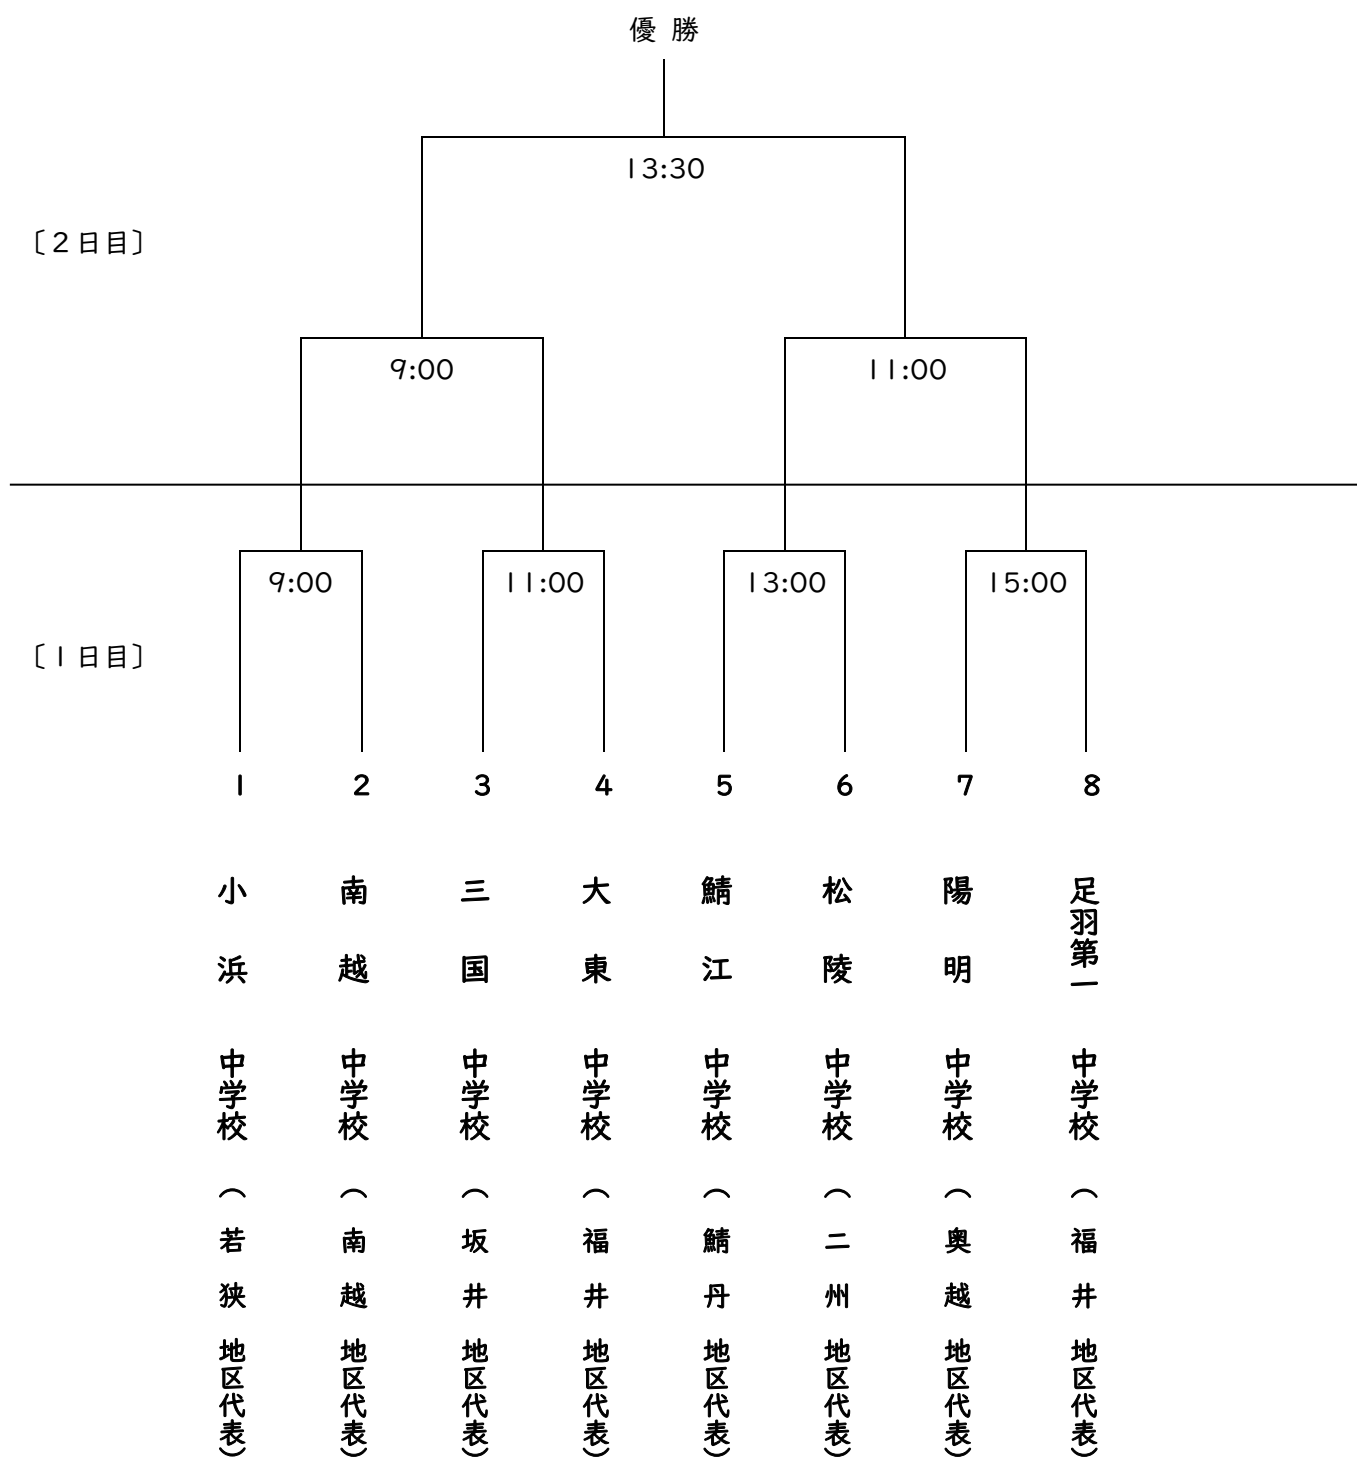 優勝
13:30
〔2日目〕
9:00
11:00
9:00
11:00
13:00
15:00
〔1日目〕
1
2
3
4
5
6
7
8
小浜中学校（若狭地区代表）
南越中学校（南越地区代表）
三国中学校（坂井地区代表）
大東中学校（福井地区代表）
鯖江中学校（鯖丹地区代表）
松陵中学校（二州地区代表）
陽明中学校（奥越地区代表）
足羽第一中学校（福井地区代表）